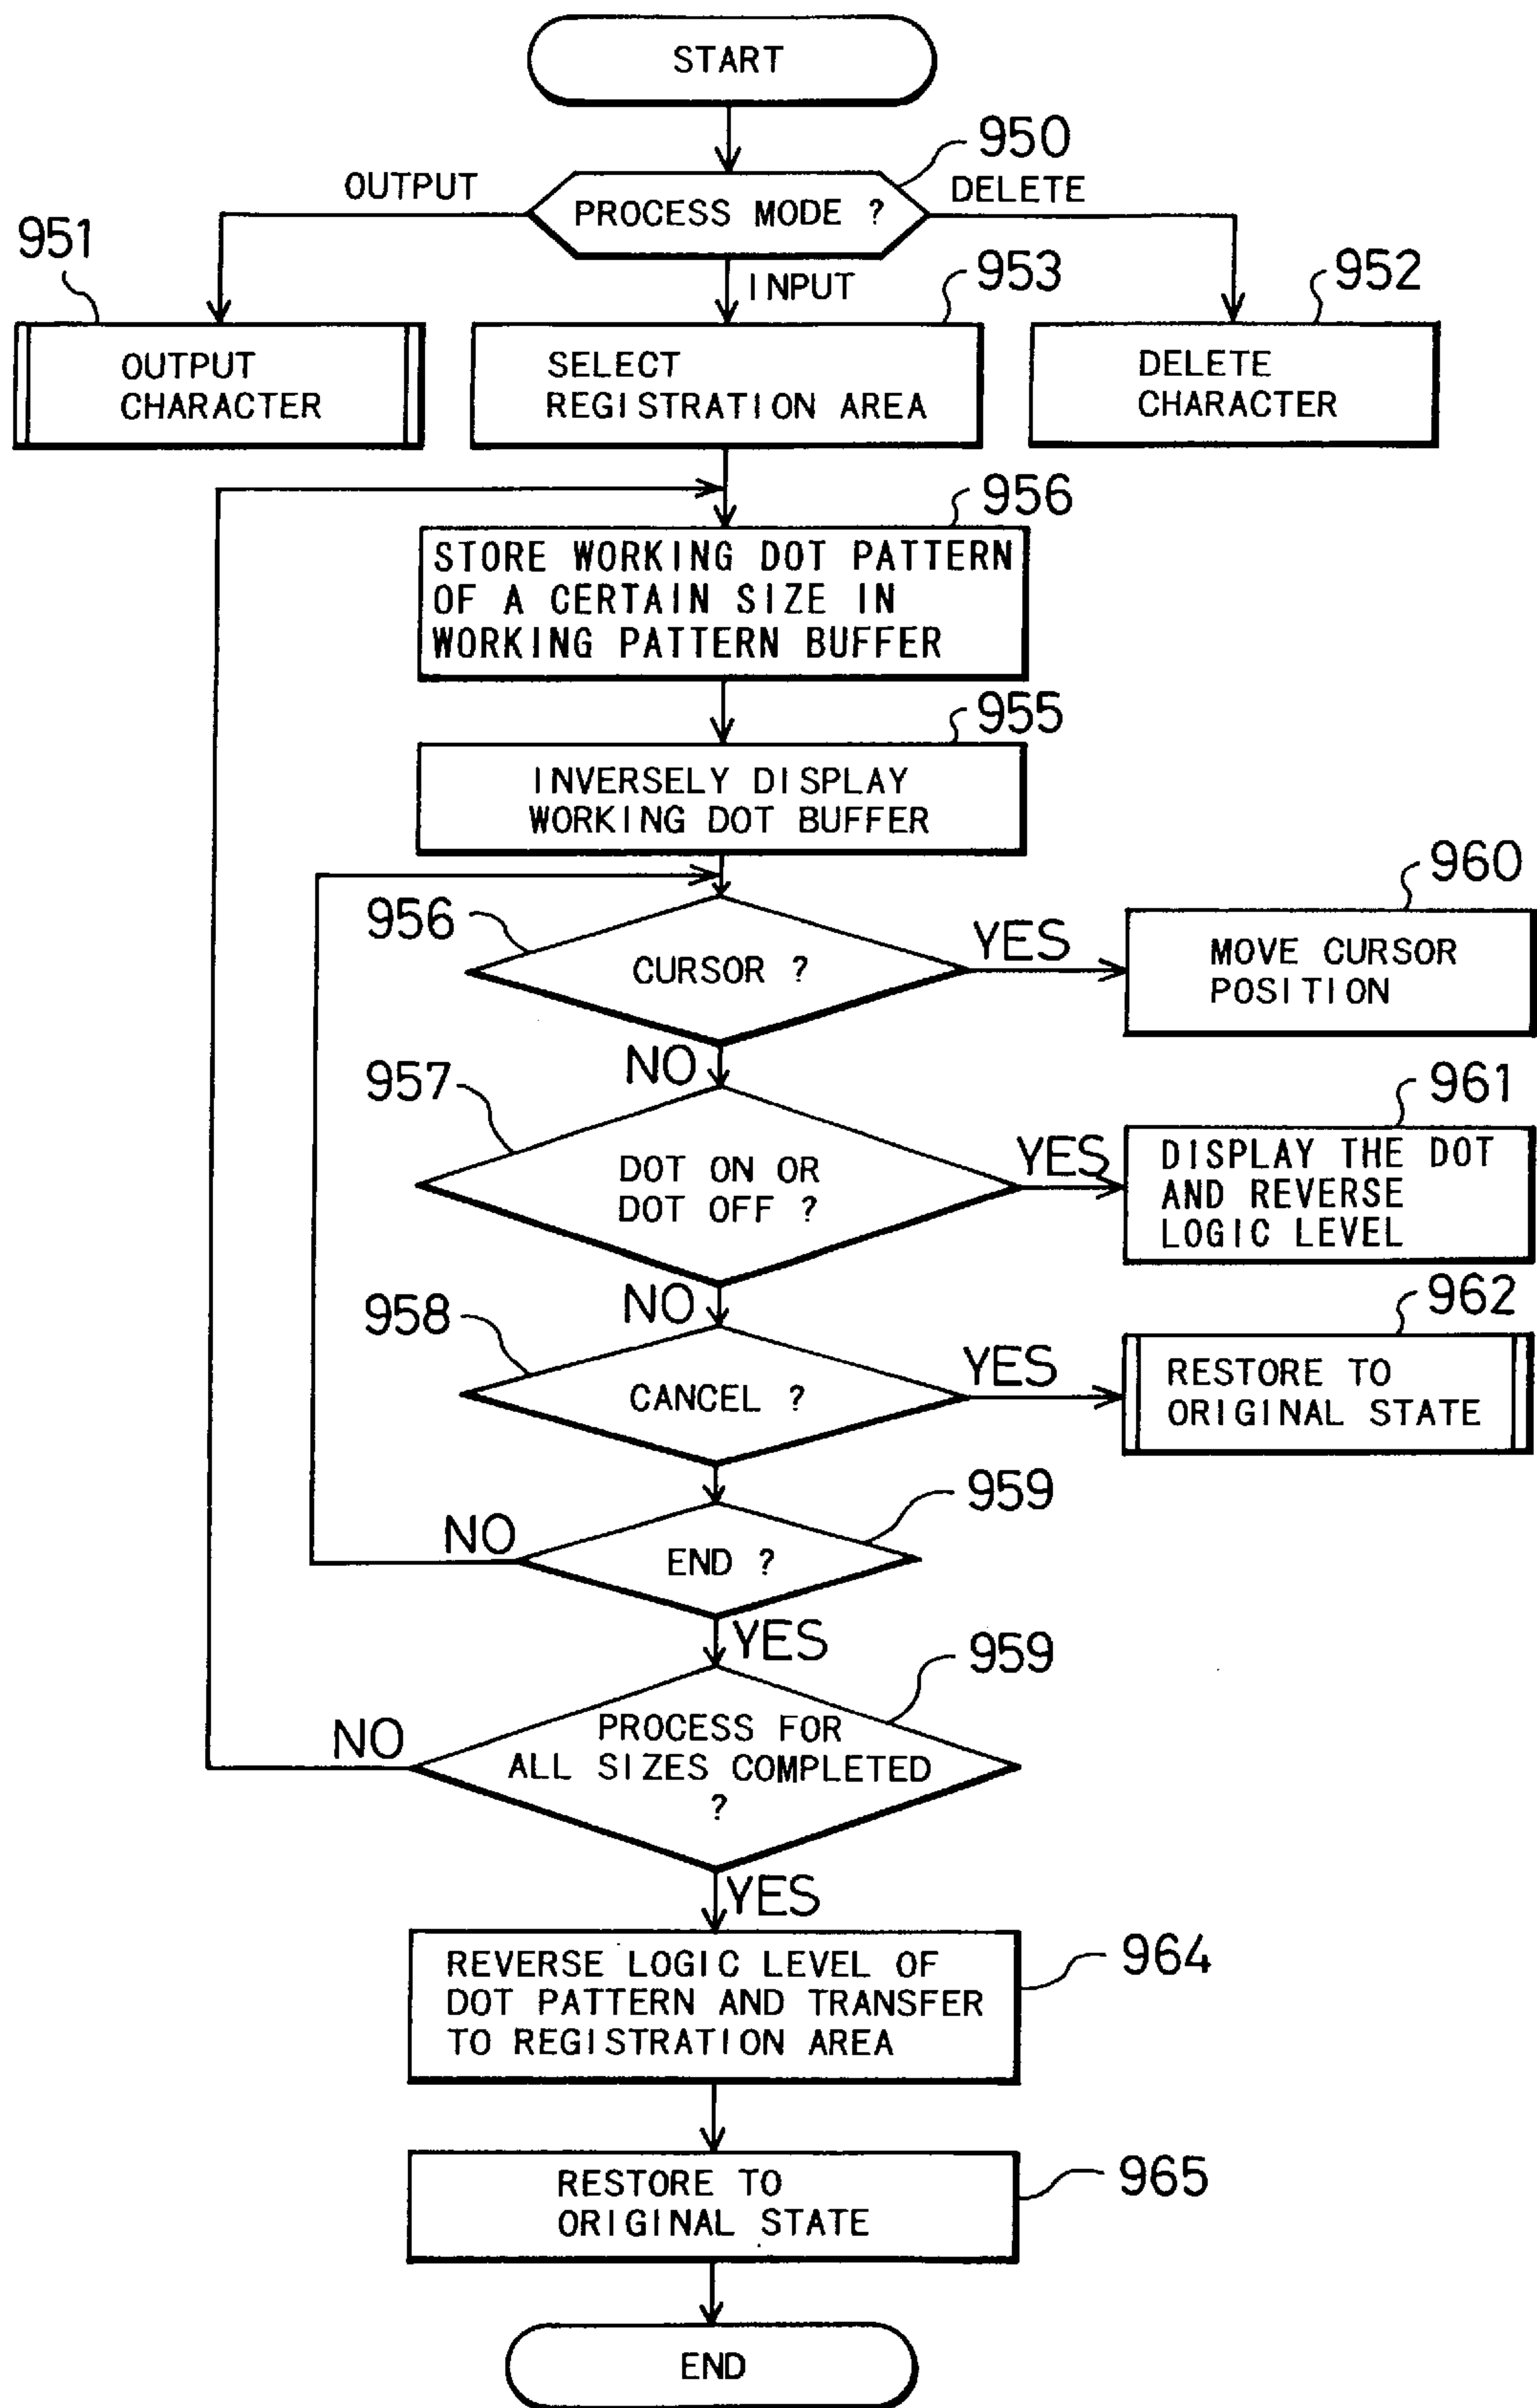 START
950
OUTPUT
DELETE
PROCESS MODE ?
951
INPUT
953
952
OUTPUT
CHARACTER
SELECT
REGISTRATION AREA
DELETE
CHARACTER
956
STORE WORKING DOT PATTERN
OF A CERTAIN SIZE IN
WORKING PATTERN BUFFER
955
INVERSELY DISPLAY
WORKING DOT BUFFER
956
CURSOR ?
YES
960
MOVE CURSOR
POSITION
NO
957
DOT ON OR
DOT OFF ?
YES
961
DISPLAY THE DOT
AND REVERSE
LOGIC LEVEL
NO
958
CANCEL ?
YES
962
RESTORE TO
ORIGINAL STATE
959
NO
END ?
YES
959
NO
PROCESS FOR
ALL SIZES COMPLETED
?
YES
964
REVERSE LOGIC LEVEL OF
DOT PATTERN AND TRANSFER
TO REGISTRATION AREA
965
RESTORE TO
ORIGINAL STATE
END